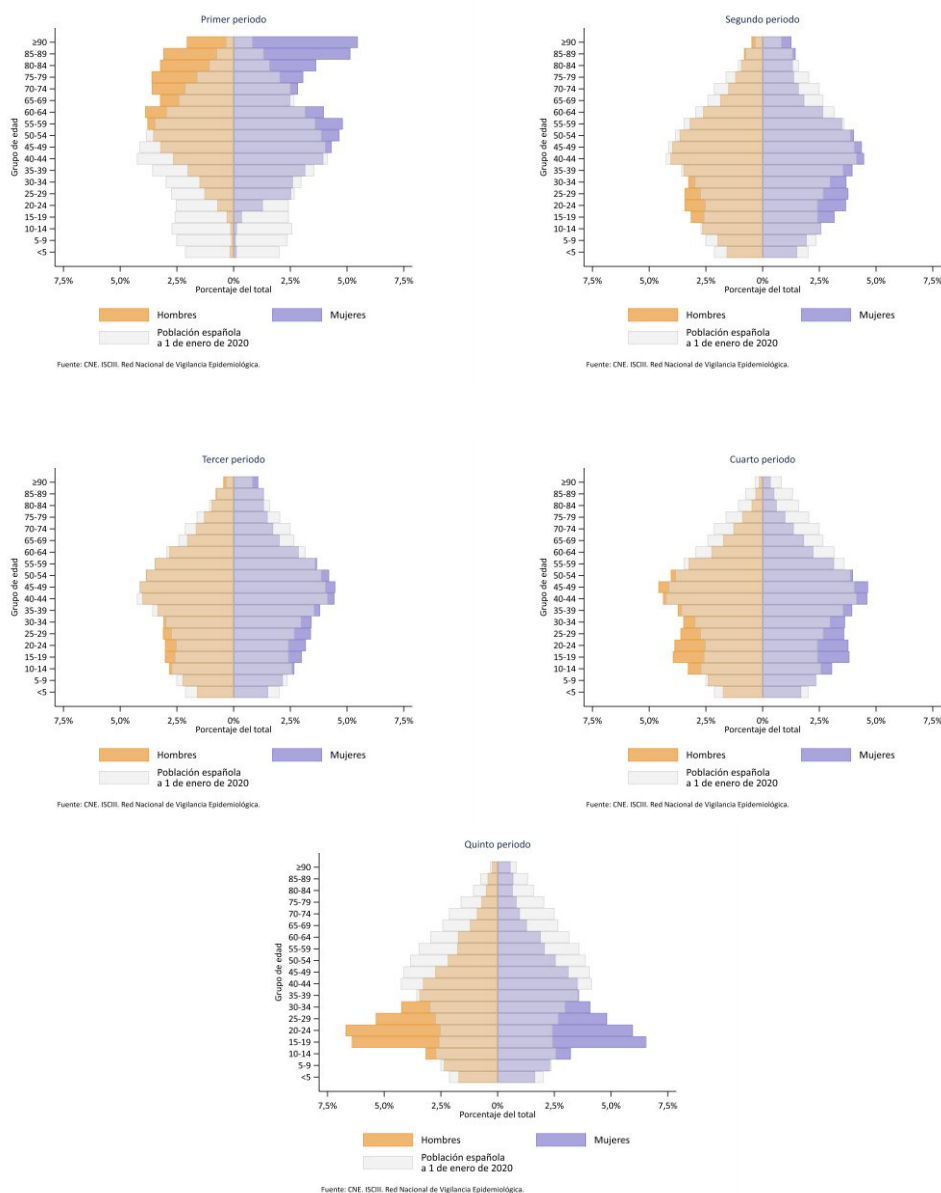 Primer periodo
Grupo de edad
≥90
85-89
80-84
75-79
70-74
65-69
60-64
55-59
50-54
45-49
40-44
35-39
30-34
25-29
20-24
15-19
10-14
5-9
<5
7,5% 5,0% 2,5% 0% 2,5% 5,0% 7,5%
Porcentaje del total
Hombres Mujeres
Población española
a 1 de enero de 2020
Fuente: CNE. ISCIII. Red Nacional de Vigilancia Epidemiológica.
Segundo periodo
Grupo de edad
≥90
85-89
80-84
75-79
70-74
65-69
60-64
55-59
50-54
45-49
40-44
35-39
30-34
25-29
20-24
15-19
10-14
5-9
<5
7,5% 5,0% 2,5% 0% 2,5% 5,0% 7,5%
Porcentaje del total
Hombres Mujeres
Población española
a 1 de enero de 2020
Fuente: CNE. ISCIII. Red Nacional de Vigilancia Epidemiológica.
Tercer periodo
Grupo de edad
≥90
85-89
80-84
75-79
70-74
65-69
60-64
55-59
50-54
45-49
40-44
35-39
30-34
25-29
20-24
15-19
10-14
5-9
<5
7,5% 5,0% 2,5% 0% 2,5% 5,0% 7,5%
Porcentaje del total
Hombres Mujeres
Población española
a 1 de enero de 2020
Fuente: CNE. ISCIII. Red Nacional de Vigilancia Epidemiológica.
Cuarto periodo
Grupo de edad
≥90
85-89
80-84
75-79
70-74
65-69
60-64
55-59
50-54
45-49
40-44
35-39
30-34
25-29
20-24
15-19
10-14
5-9
<5
7,5% 5,0% 2,5% 0% 2,5% 5,0% 7,5%
Porcentaje del total
Hombres Mujeres
Población española
a 1 de enero de 2020
Fuente: CNE. ISCIII. Red Nacional de Vigilancia Epidemiológica.
Quinto periodo
Grupo de edad
≥90
85-89
80-84
75-79
70-74
65-69
60-64
55-59
50-54
45-49
40-44
35-39
30-34
25-29
20-24
15-19
10-14
5-9
<5
7,5% 5,0% 2,5% 0% 2,5% 5,0% 7,5%
Porcentaje del total
Hombres Mujeres
Población española
a 1 de enero de 2020
Fuente: CNE. ISCIII. Red Nacional de Vigilancia Epidemiológica.